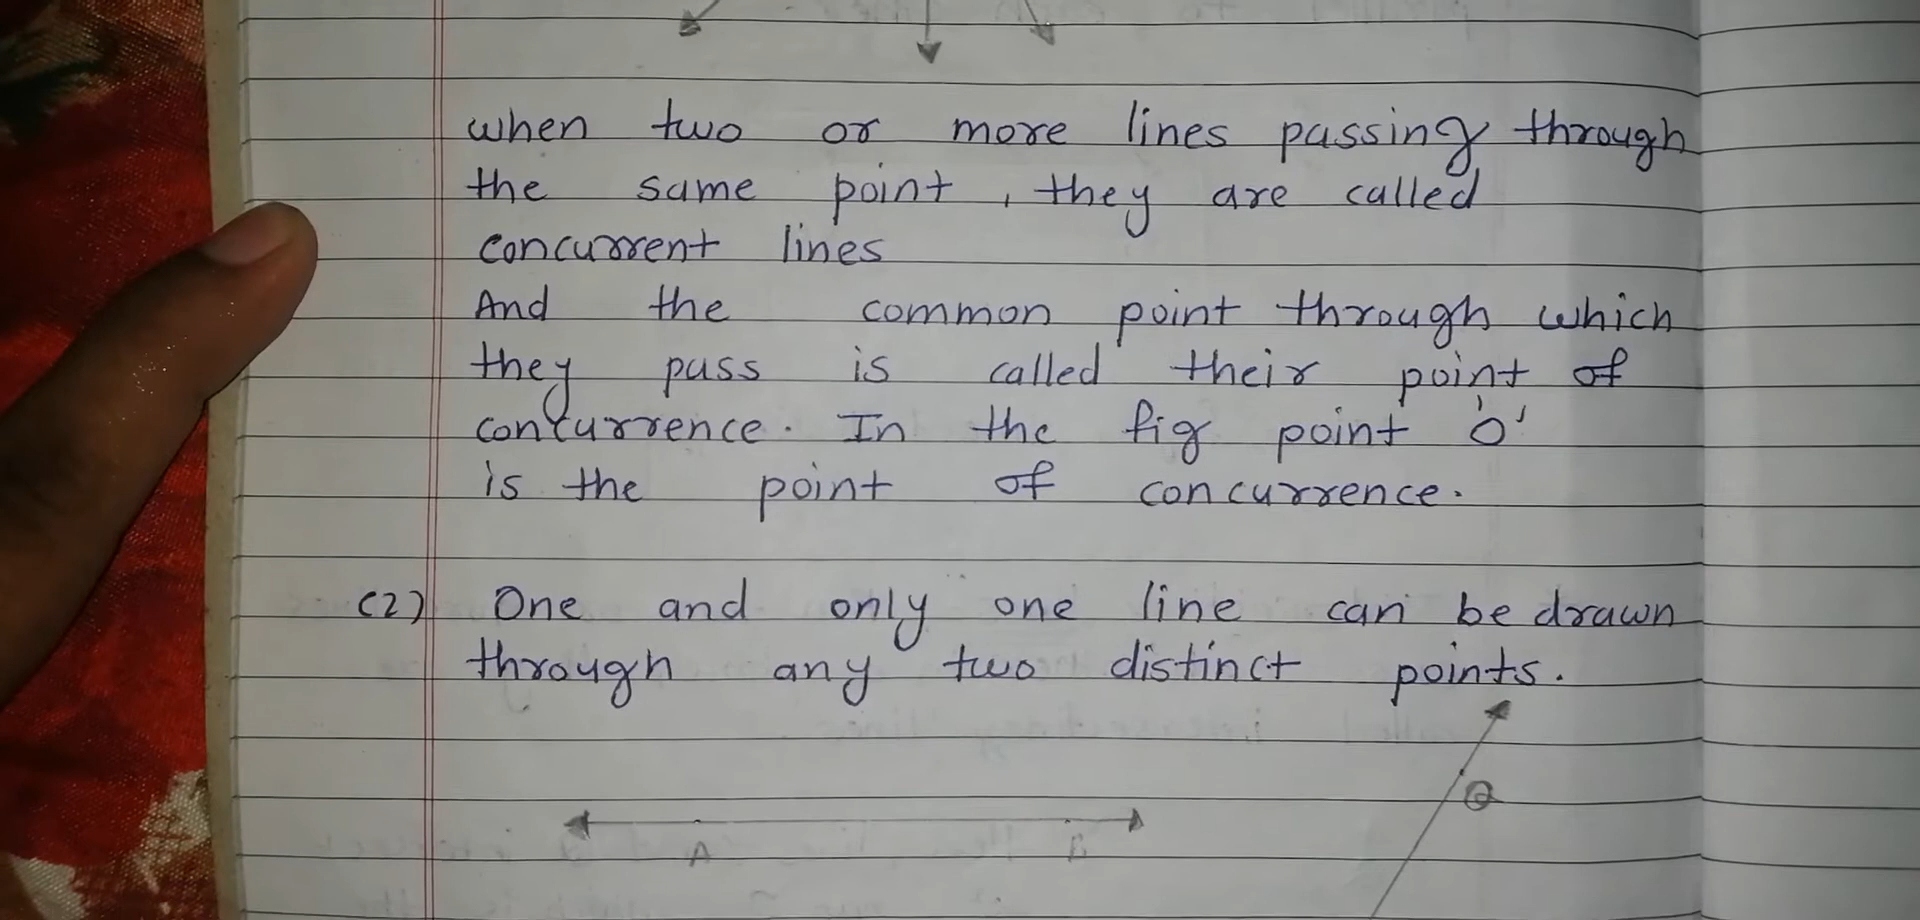 when two or more lines passing through
the same point, they are called
concurrent lines
And the common point through which
they pass is called their point of
concurrence. In the fig point 'O'
is the point of concurrence.
(2) One and only one line can be drawn
through any two distinct points.
Q
A B